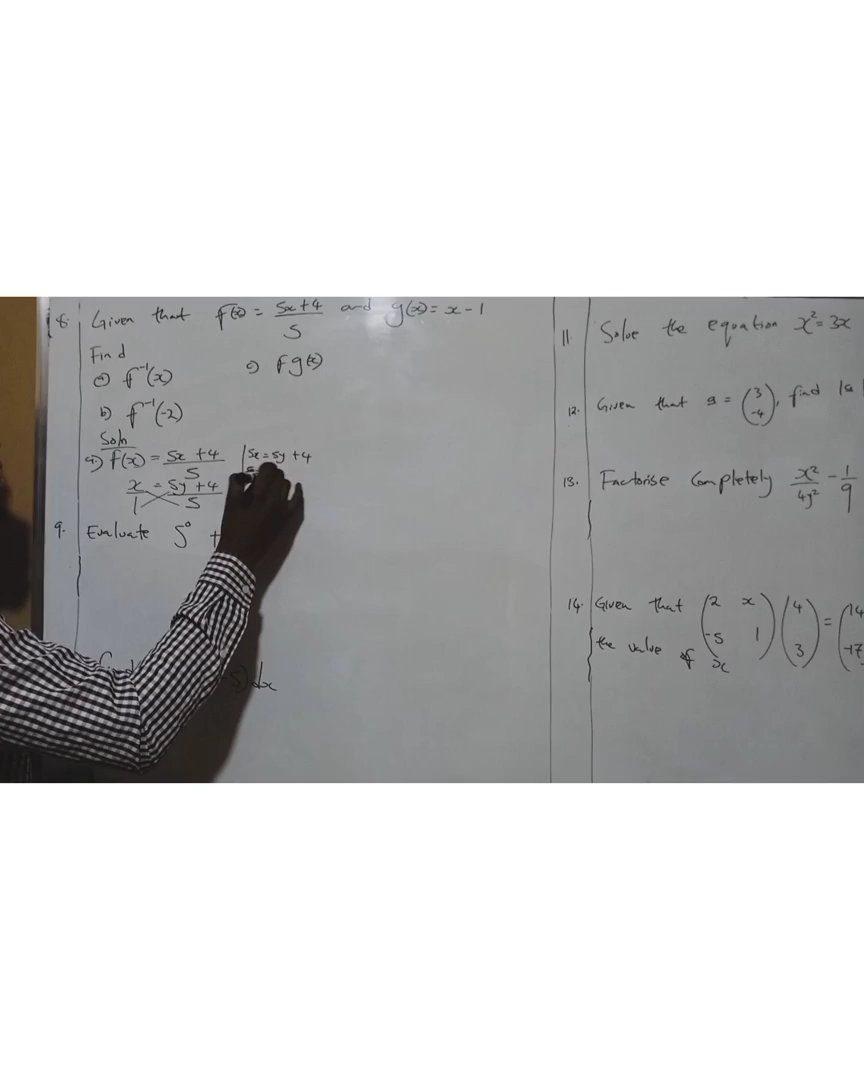 8. Given that f(x) = 5x+4/5 and g(x) = x-1
Find
a) f⁻¹(x) c) fg(x)
b) f⁻¹(-2)
Soln
a) f(x) = 5x+4/5 | 5x = 5y+4
x/1 = 5y+4/5
9. Evaluate 5⁰ +
dx
11. Solve the equation x² = 3x
12. Given that a = (3 -4), find |a|
13. Factorise Completely x²/4y² - 1/9
14. Given that (2 x -5 1)(4 3) = (14 -17
the value of x